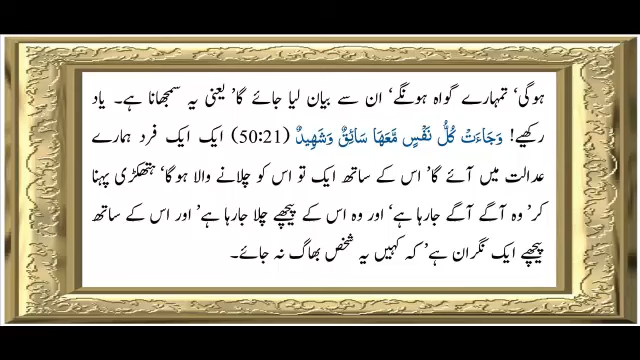 ہوگی، تمہارے گواہ ہونگے، ان سے بیان لیا جائے گا، یعنی یہ سمجھانا ہے۔ یاد
رکھیے! وَجَاءَتْ كُلُّ نَفْسٍ مَّعَهَا سَائِقٌ وَشَهِيدٌ (50:21) ایک ایک فرد ہمارے
عدالت میں آئے گا، اس کے ساتھ ایک تو اس کو چلانے والا ہوگا، ہتھکڑی پہنا
کر، وہ آگے آگے جارہا ہے، اور وہ اس کے پیچھے چلا جارہا ہے، اور اس کے ساتھ
پیچھے ایک نگران ہے، کہ کہیں یہ شخص بھاگ نہ جائے۔